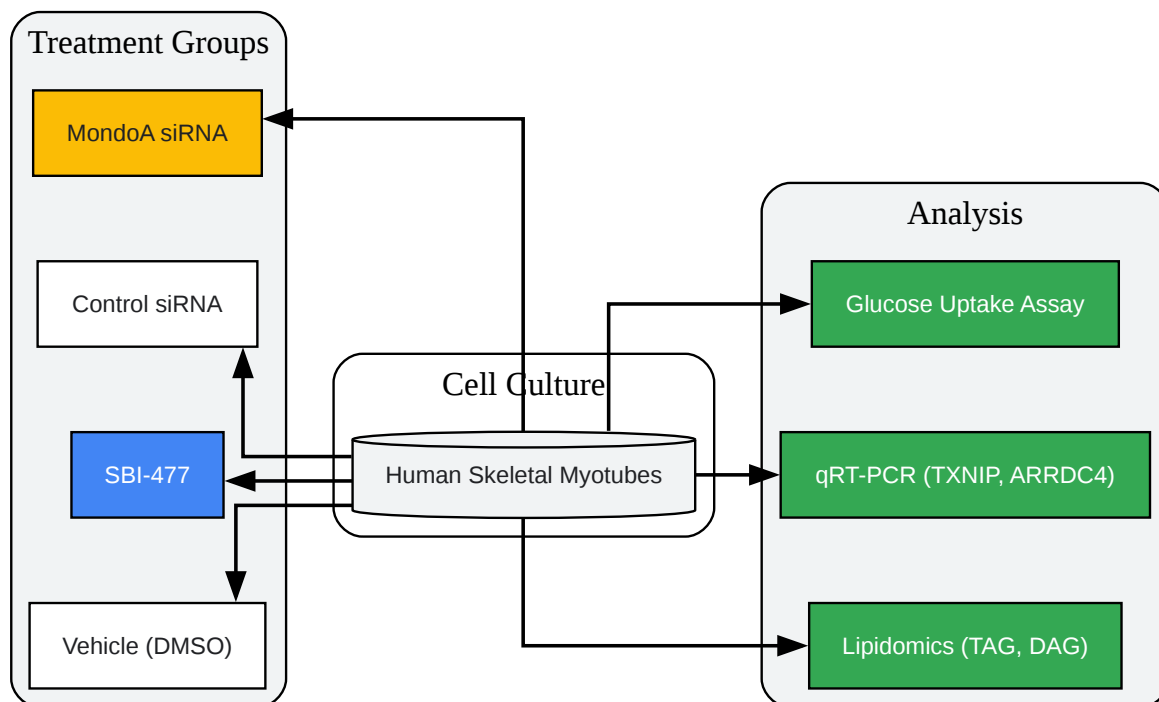 Treatment Groups
MondoA siRNA
Control siRNA
SBI-477
Vehicle (DMSO)
Cell Culture
Human Skeletal Myotubes
Analysis
Glucose Uptake Assay
qRT-PCR (TXNIP, ARRDC4)
Lipidomics (TAG, DAG)